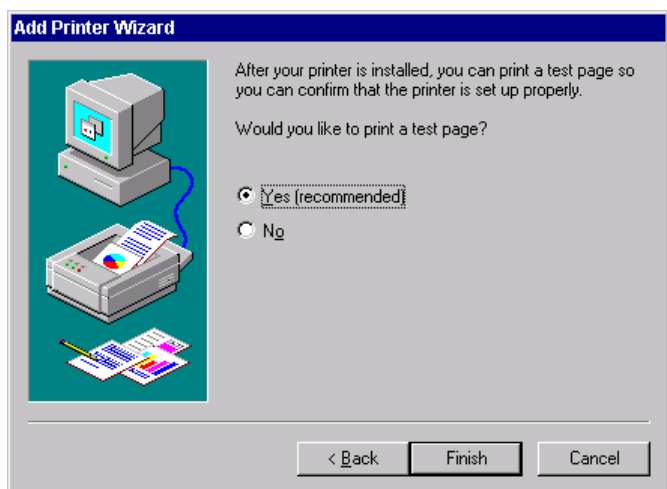 Add Printer Wizard
After your printer is installed, you can print a test page so
you can confirm that the printer is set up properly.
Would you like to print a test page?
Yes (recommended)
No
< Back
Finish
Cancel